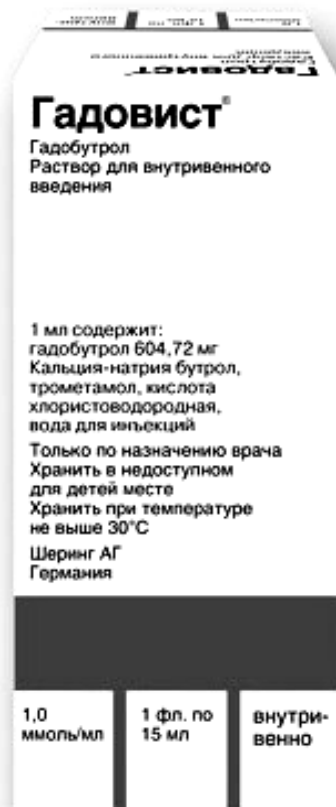 Гадовист®
Гадобутрол
Раствор для внутривенного
введения
1 мл содержит:
гадобутрол 604,72 мг
Кальция-натрия бутрол,
трометамол, кислота
хлористоводородная,
вода для инъекций
Только по назначению врача
Хранить в недоступном
для детей месте
Хранить при температуре
не выше 30°C
Шеринг АГ
Германия
1,0
ммоль/мл
1 фл. по
15 мл
внутри-
венно